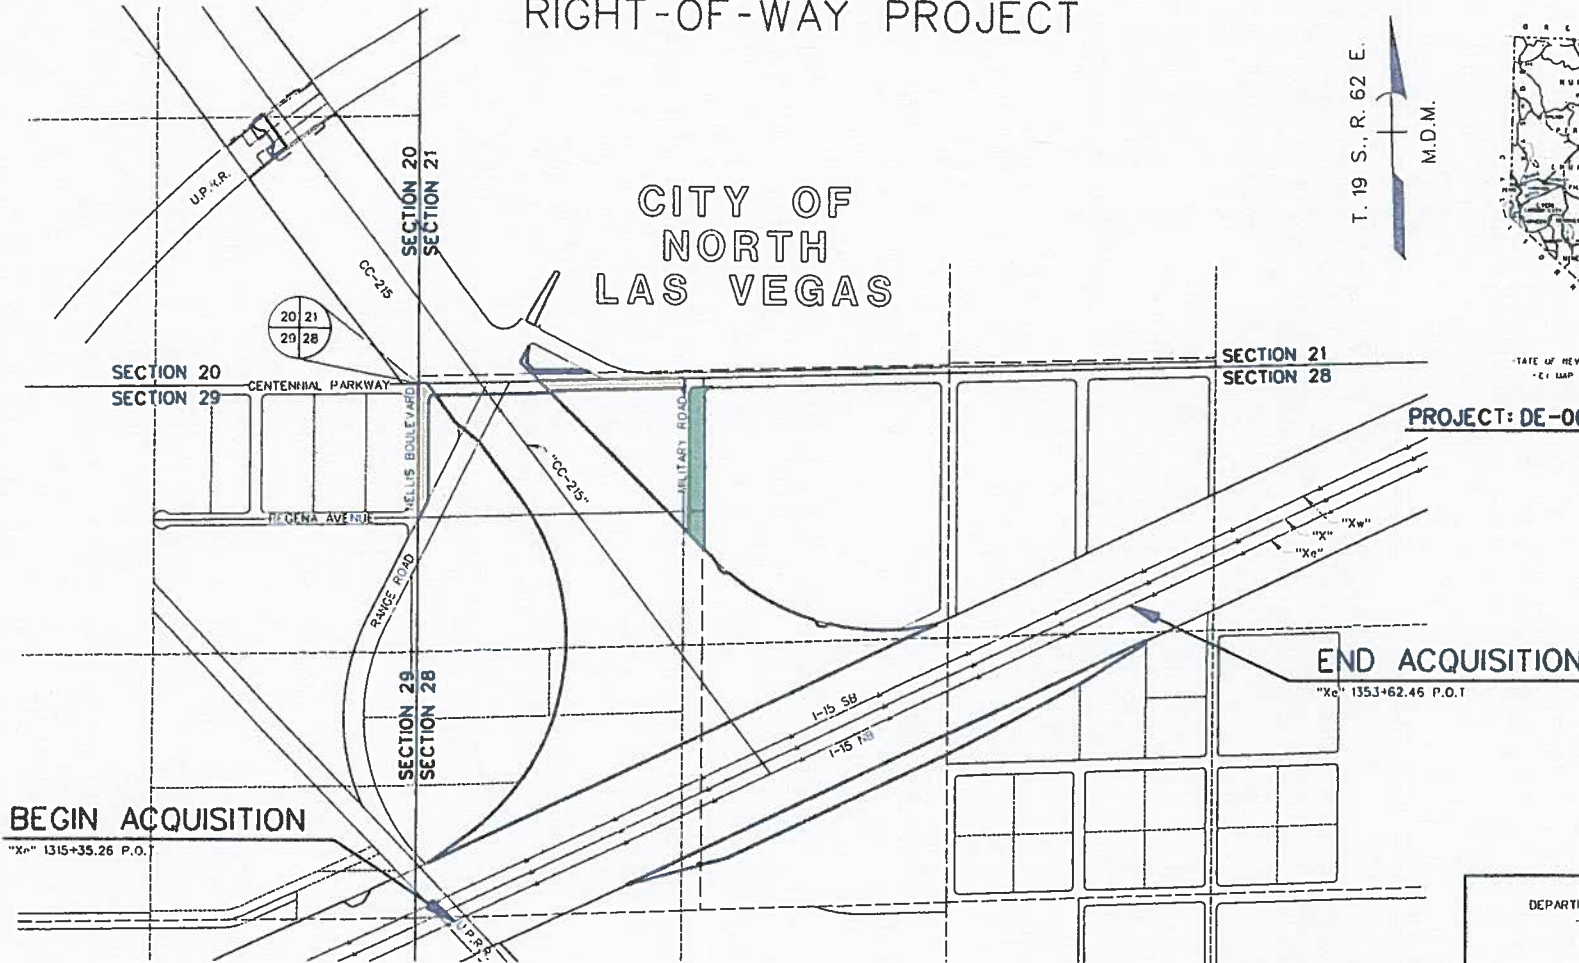 RIGHT-OF-WAY PROJECT
T. 19 S., R. 62 E.
M.D.M.
U.P.R.R.
SECTION 20
SECTION 21
CITY OF
NORTH
LAS VEGAS
CC-215
20 21
29 28
SECTION 20
SECTION 29
CENTENNIAL PARKWAY
SECTION 21
SECTION 28
PROJECT: DE-00
NELLIS BOULEVARD
MILITARY ROAD
"CC-215"
REGENA AVENUE
RANGE ROAD
"Xw"
"X"
"Xe"
SECTION 29
SECTION 28
END ACQUISITION
"Xe" 1353+62.46 P.O.T
I-15 SB
I-15 NB
BEGIN ACQUISITION
"Xe" 1315+35.26 P.O.T
U.P.R.R.
DEPART